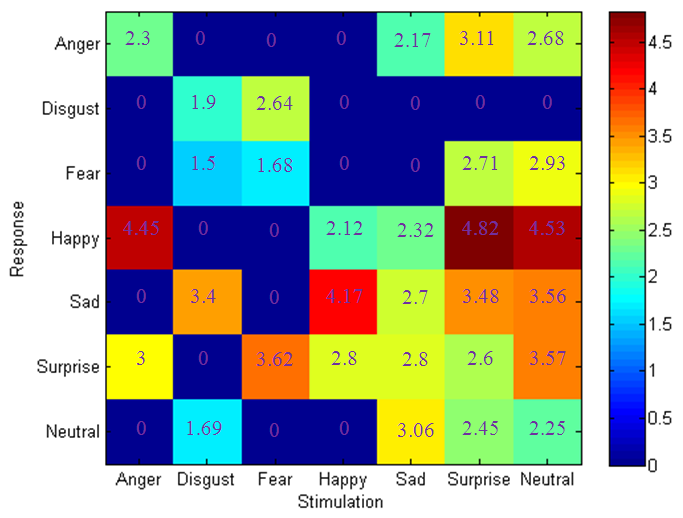 Anger 2.3 0 0 0 2.17 3.11 2.68
Disgust 0 1.9 2.64 0 0 0 0
Fear 0 1.5 1.68 0 0 2.71 2.93
Happy 4.45 0 0 2.12 2.32 4.82 4.53
Sad 0 3.4 0 4.17 2.7 3.48 3.56
Surprise 3 0 3.62 2.8 2.8 2.6 3.57
Neutral 0 1.69 0 0 3.06 2.45 2.25
Anger Disgust Fear Happy Sad Surprise Neutral
Stimulation
Response
4.5
4
3.5
3
2.5
2
1.5
1
0.5
0